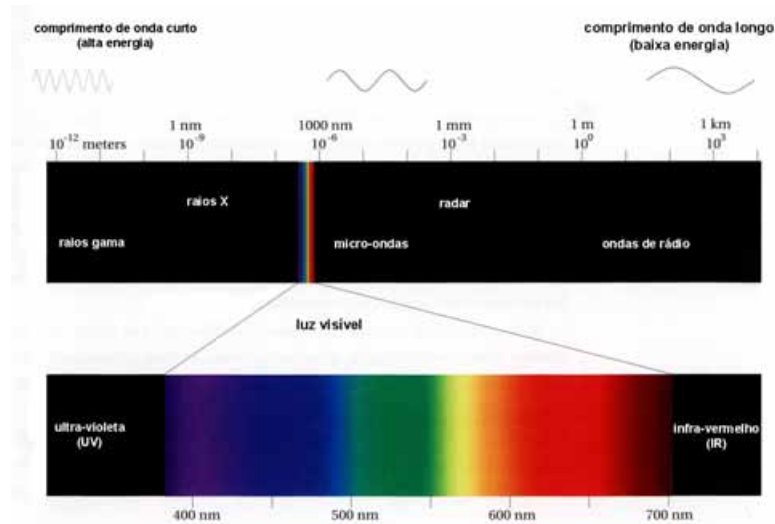 comprimento de onda curto
(alta energia)
comprimento de onda longo
(baixa energia)
1 nm 1000 nm 1 mm 1 m 1 km
10⁻¹² meters 10⁻⁹ 10⁻⁶ 10⁻³ 10⁰ 10³
raios X
radar
raios gama
micro-ondas
ondas de rádio
luz visível
ultra-violeta
(UV)
infra-vermelho
(IR)
400 nm 500 nm 600 nm 700 nm